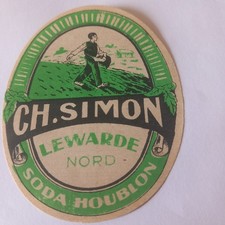 CH. SIMON
LEWARDE
NORD
SODA HOUBLON